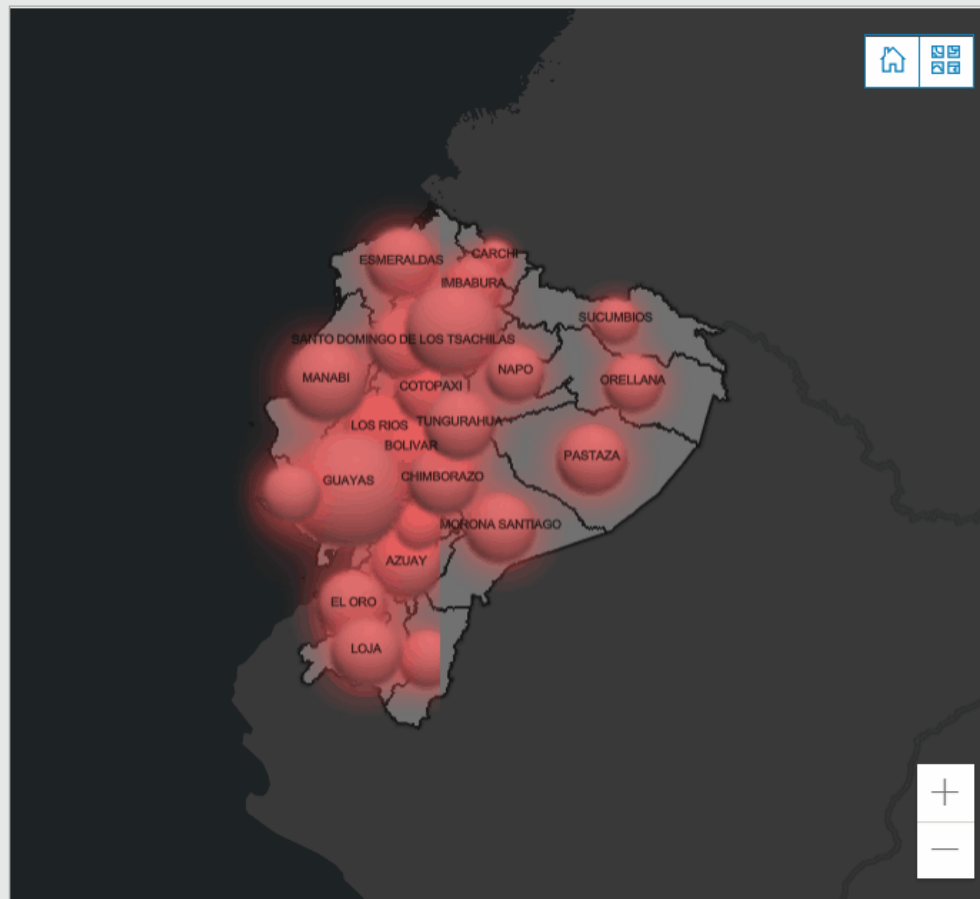 ESMERALDAS
CARCHI
IMBABURA
SUCUMBIOS
SANTO DOMINGO DE LOS TSACHILAS
NAPO
MANABI
ORELLANA
COTOPAXI
TUNGURAHUA
LOS RIOS
BOLIVAR
PASTAZA
CHIMBORAZO
GUAYAS
MORONA SANTIAGO
AZUAY
EL ORO
LOJA